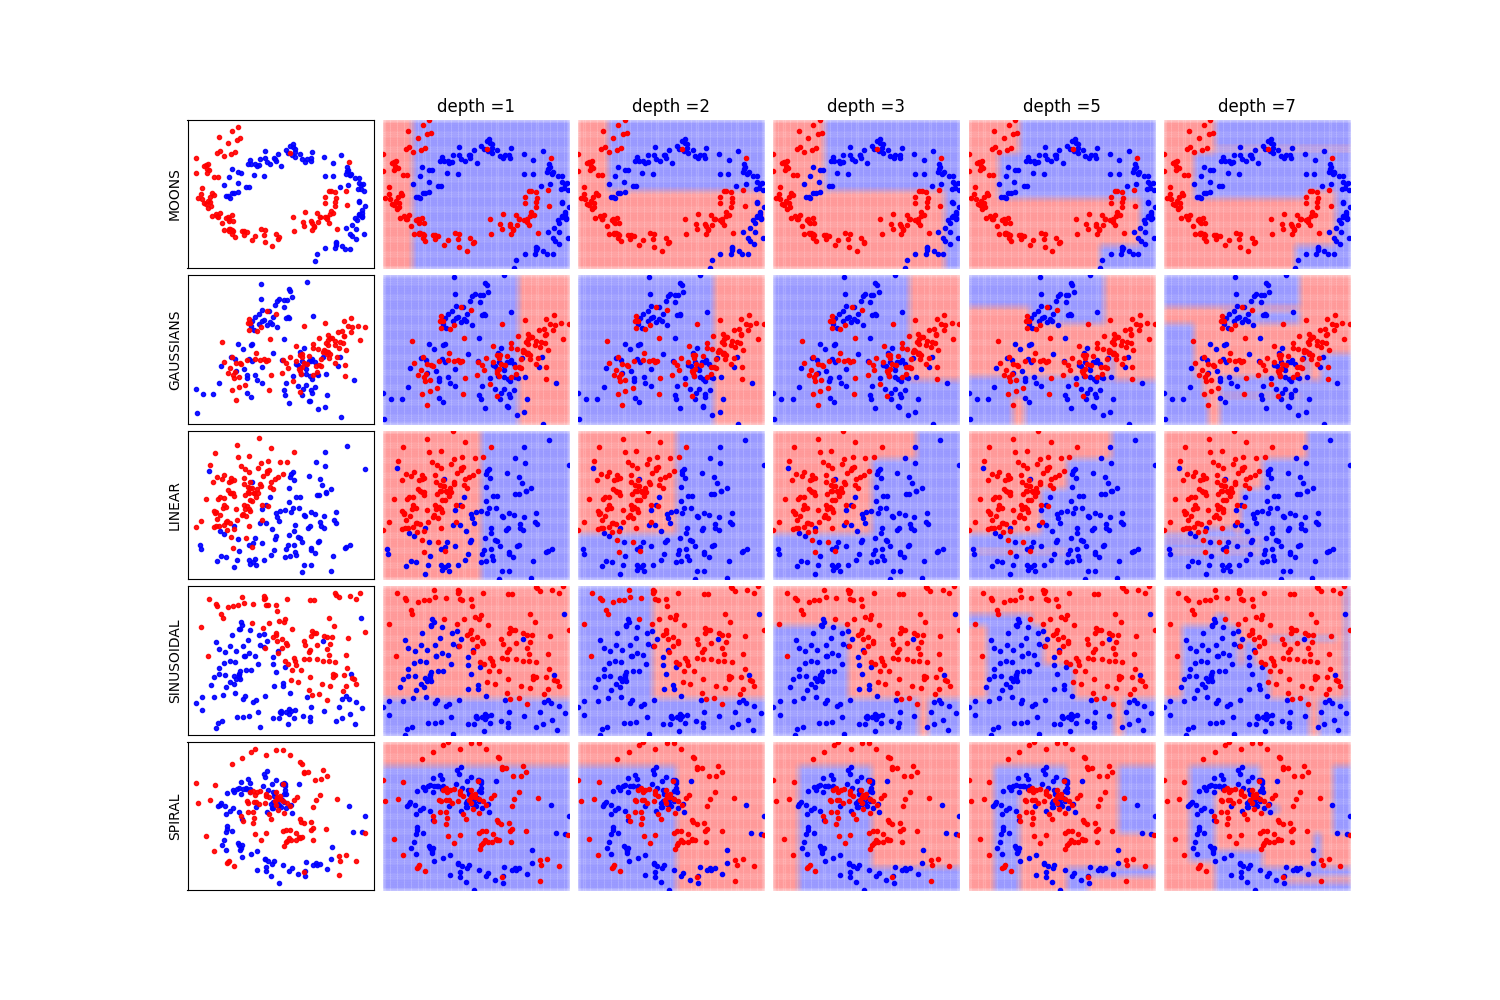 depth =1 depth =2 depth =3 depth =5 depth =7
MOONS
GAUSSIANS
LINEAR
SINUSOIDAL
SPIRAL